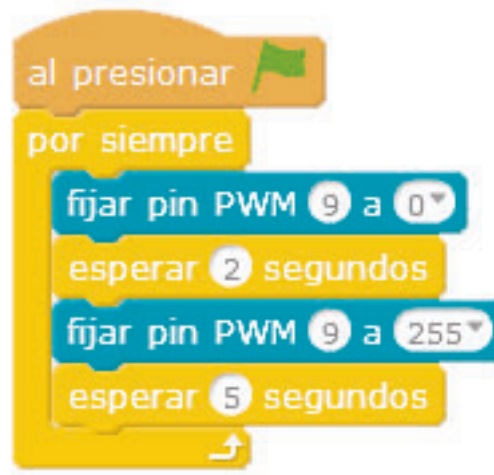 al presionar
por siempre
fijar pin PWM 9 a 0
esperar 2 segundos
fijar pin PWM 9 a 255
esperar 5 segundos